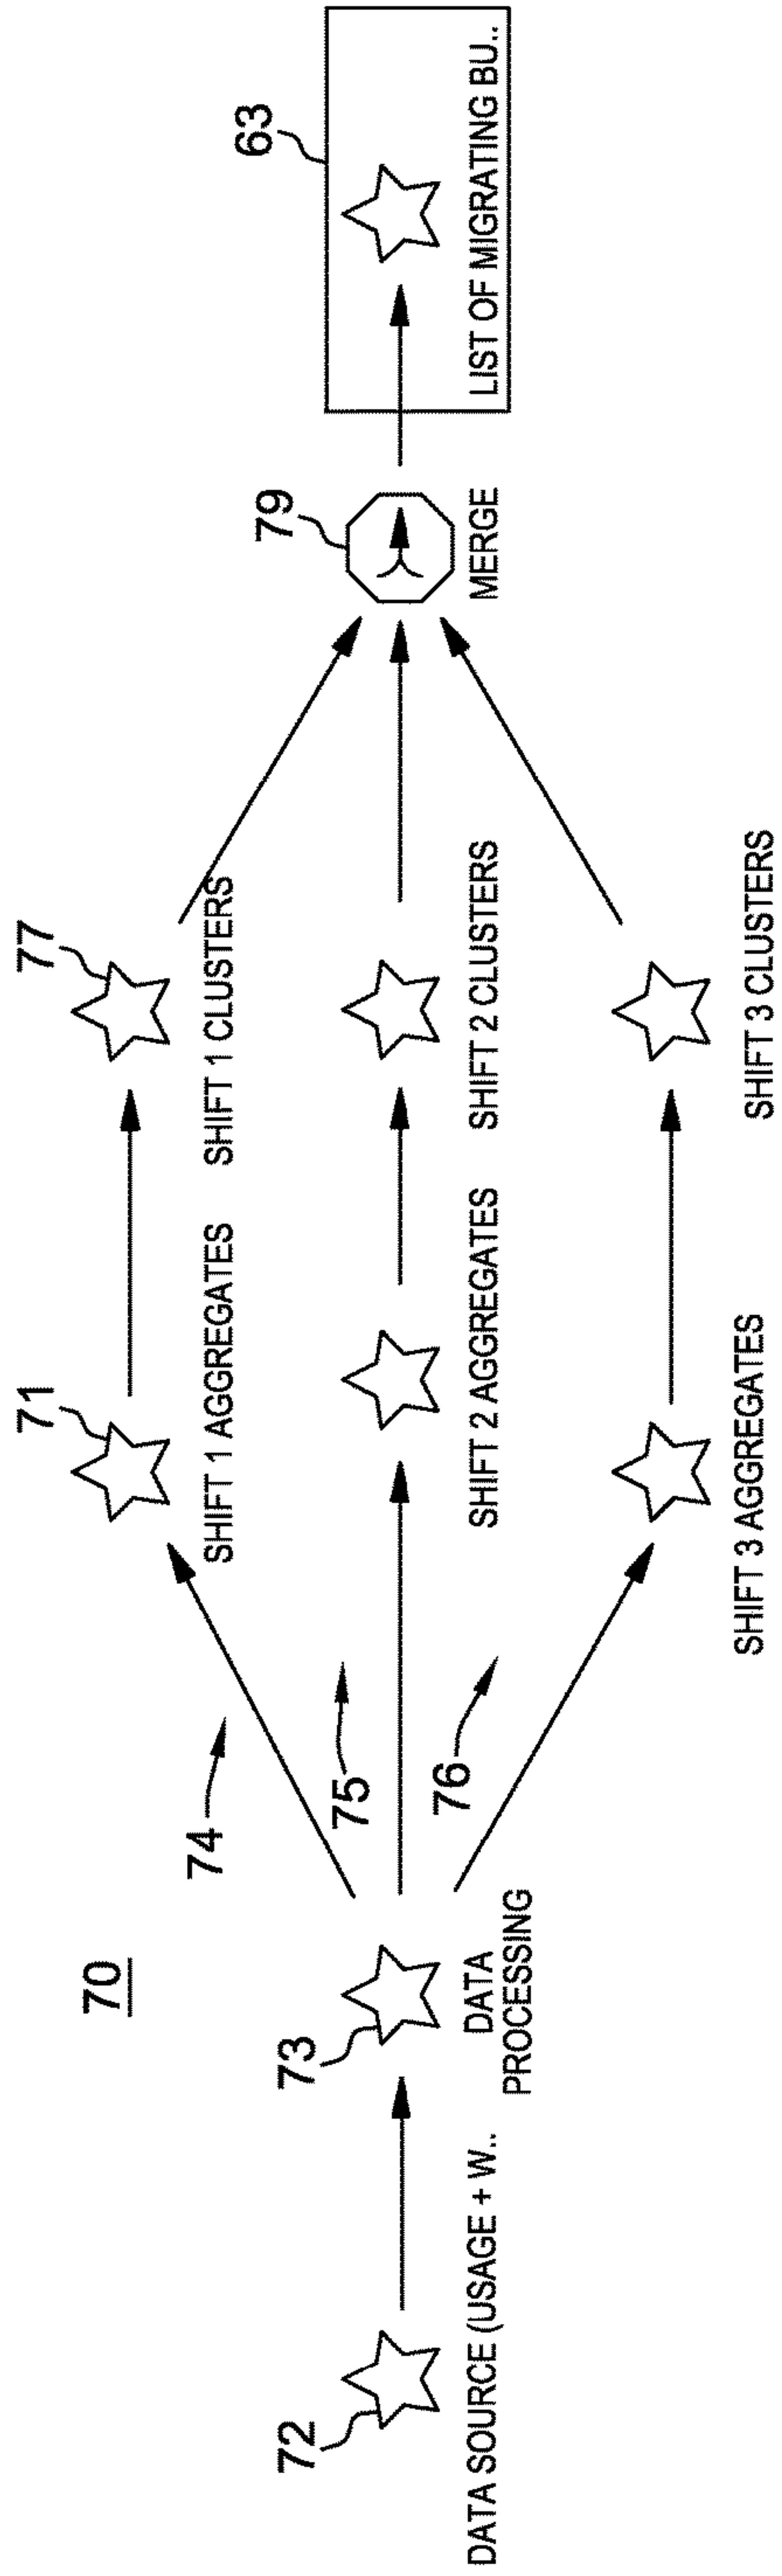 70
72
DATA SOURCE (USAGE + W..
73
DATA
PROCESSING
74
75
76
71
SHIFT 1 AGGREGATES
SHIFT 2 AGGREGATES
SHIFT 3 AGGREGATES
77
SHIFT 1 CLUSTERS
SHIFT 2 CLUSTERS
SHIFT 3 CLUSTERS
79
MERGE
63
LIST OF MIGRATING BU..